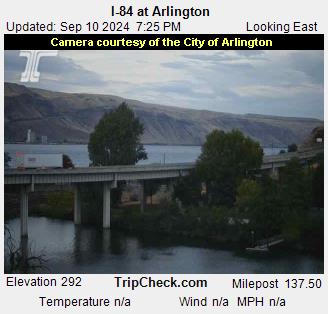 I-84 at Arlington
Updated: Sep 10 2024 7:25 PM Looking East
Camera courtesy of the City of Arlington
Elevation 292 TripCheck.com Milepost 137.50
Temperature n/a Wind n/a MPH n/a